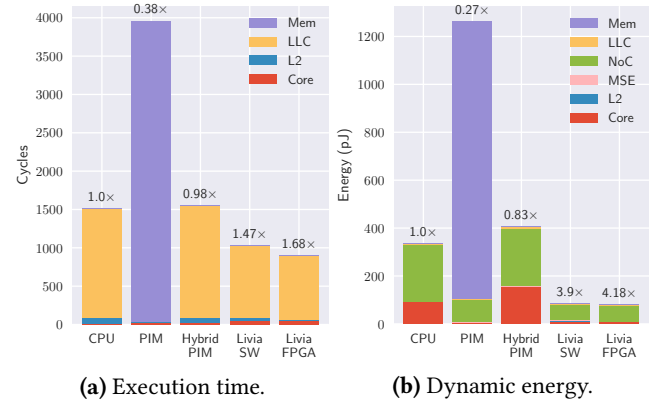 4000
3500
3000
2500
2000
1500
1000
500
0
Cycles
0.38×
1.0×
0.98×
1.47×
1.68×
Mem
LLC
L2
Core
CPU
PIM
Hybrid
PIM
Livia
SW
Livia
FPGA
(a) Execution time.
1200
1000
800
600
400
200
0
Energy (pJ)
0.27×
1.0×
0.83×
3.9×
4.18×
Mem
LLC
NoC
MSE
L2
Core
CPU
PIM
Hybrid
PIM
Livia
SW
Livia
FPGA
(b) Dynamic energy.